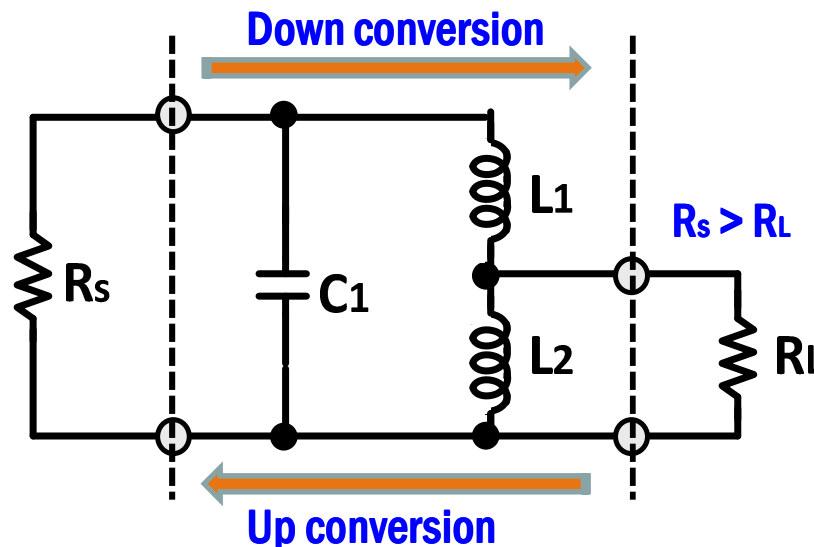 Down conversion
L1
Rs > RL
Rs
C1
L2
RL
Up conversion